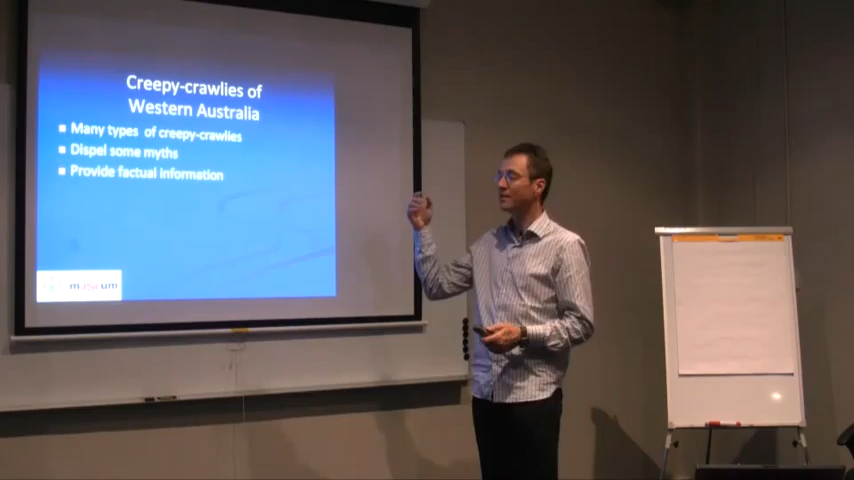 Creepy-crawlies of
Western Australia
▪ Many types of creepy-crawlies
▪ Dispel some myths
▪ Provide factual information